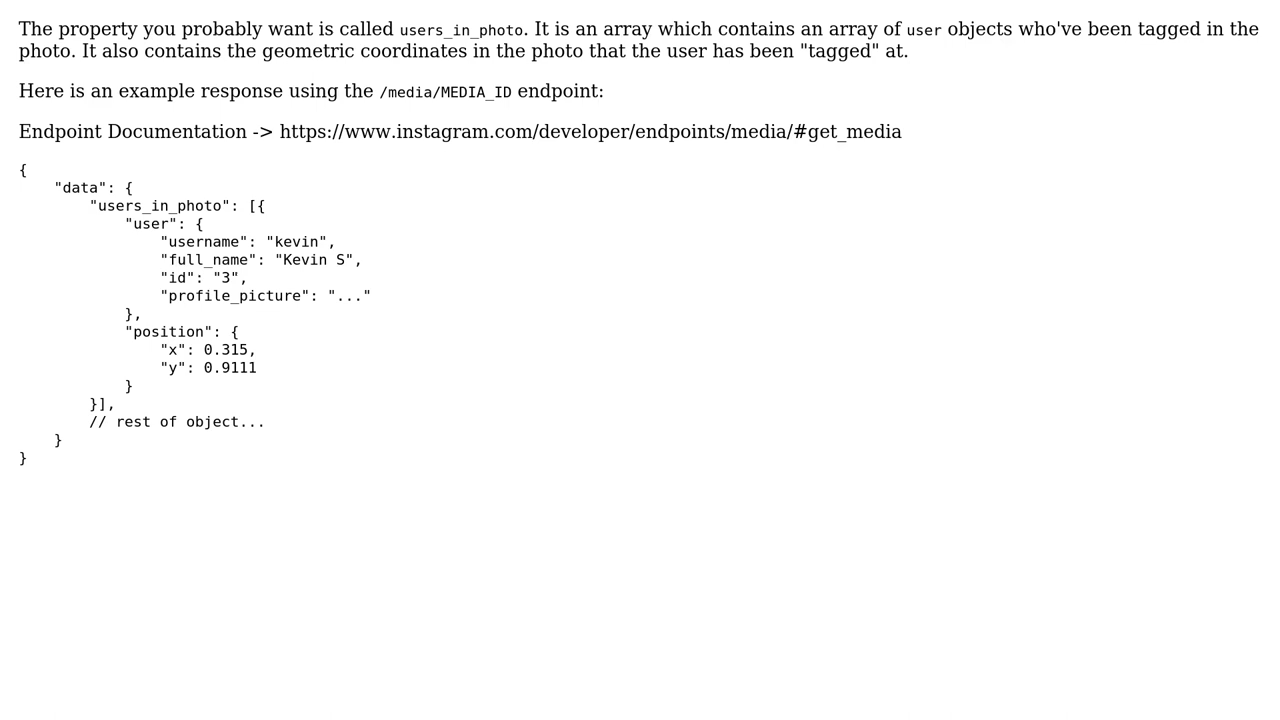 The property you probably want is called users_in_photo. It is an array which contains an array of user objects who've been tagged in the
photo. It also contains the geometric coordinates in the photo that the user has been "tagged" at.
Here is an example response using the /media/MEDIA_ID endpoint:
Endpoint Documentation -> https://www.instagram.com/developer/endpoints/media/#get_media
{
    "data": {
        "users_in_photo": [{
            "user": {
                "username": "kevin",
                "full_name": "Kevin S",
                "id": "3",
                "profile_picture": "..."
            },
            "position": {
                "x": 0.315,
                "y": 0.9111
            }
        }],
        // rest of object...
    }
}